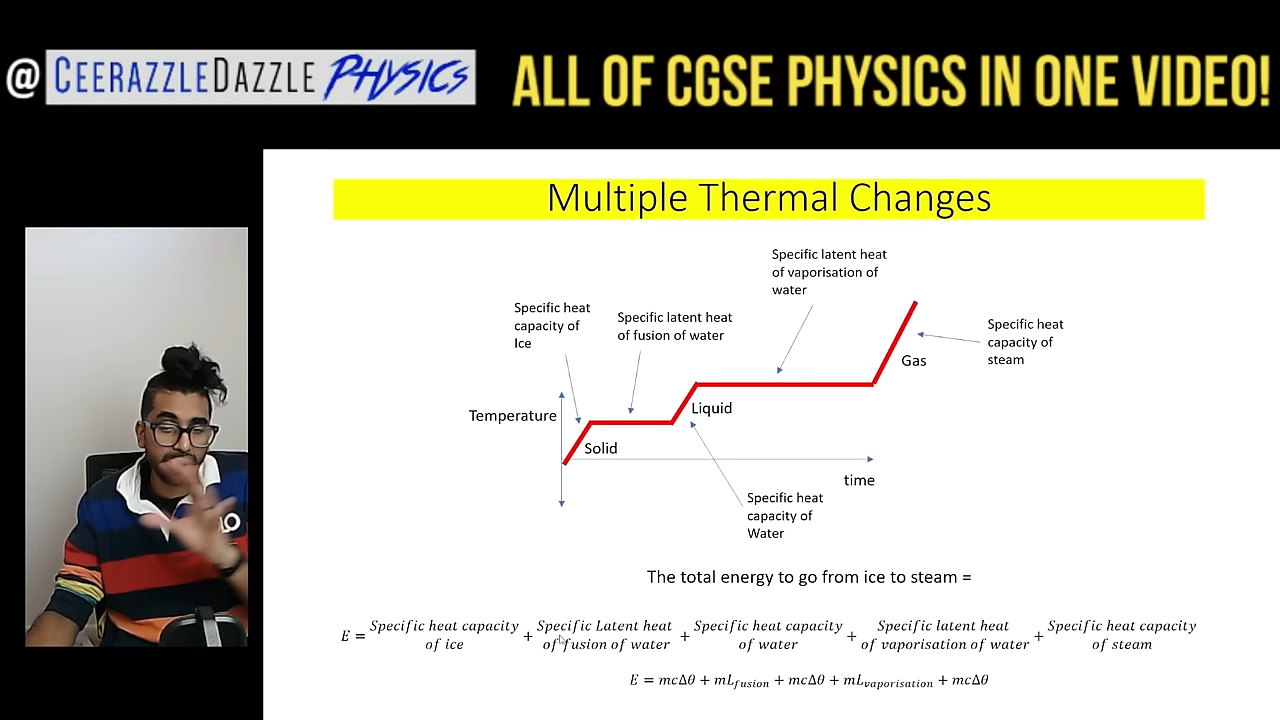 @ CEERAZZLEDAZZLE PHYSICS
ALL OF CGSE PHYSICS IN ONE VIDEO!
Multiple Thermal Changes
Specific latent heat
of vaporisation of
water
Specific heat
capacity of
Ice
Specific latent heat
of fusion of water
Specific heat
capacity of
steam
Gas
Temperature
Liquid
Solid
time
Specific heat
capacity of
Water
The total energy to go from ice to steam =
E = Specific heat capacity of ice + Specific Latent heat of fusion of water + Specific heat capacity of water + Specific latent heat of vaporisation of water + Specific heat capacity of steam
E = mcΔθ + mL_fusion + mcΔθ + mL_vaporisation + mcΔθ